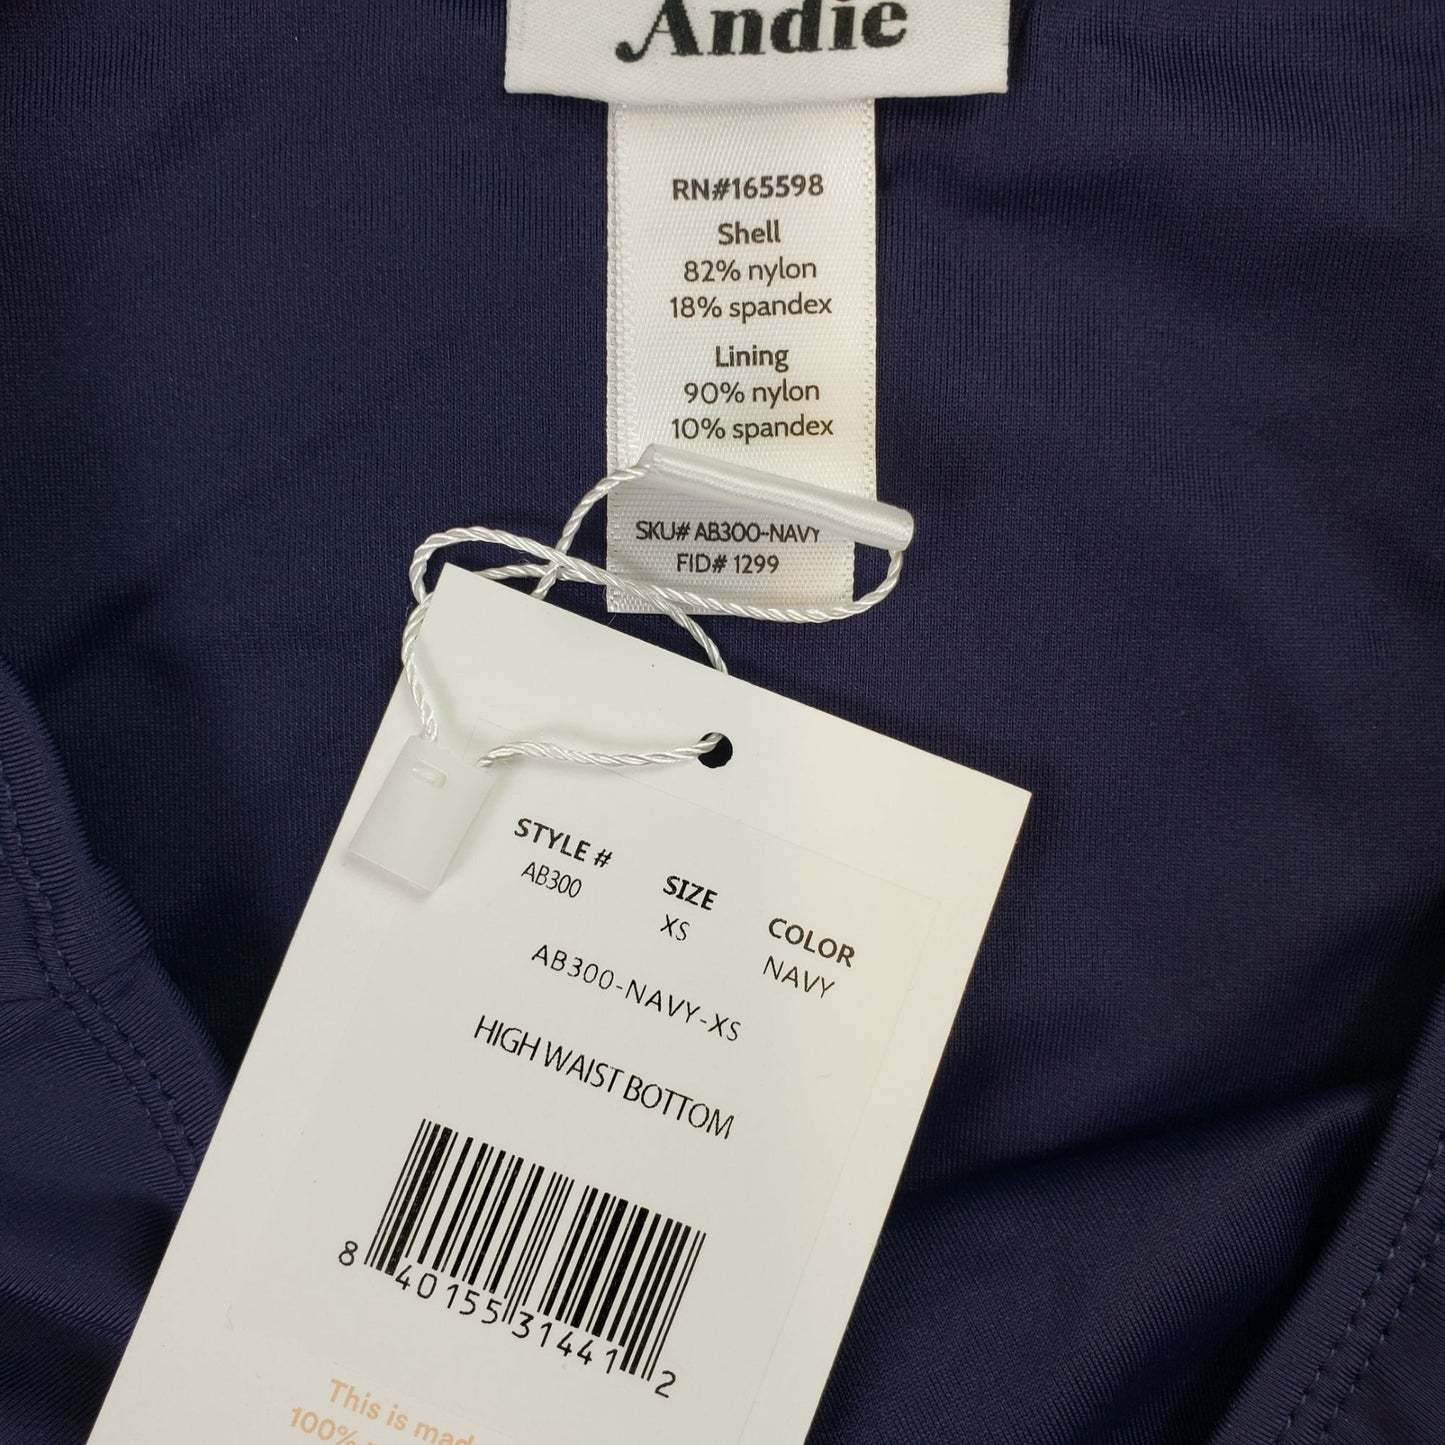 Andie
RN#165598
Shell
82% nylon
18% spandex
Lining
90% nylon
10% spandex
SKU# AB300-NAVY
FID# 1299
STYLE # SIZE COLOR
AB300 XS NAVY
AB300-NAVY-XS
HIGH WAIST BOTTOM
8 40155 31441 2
This is
100%